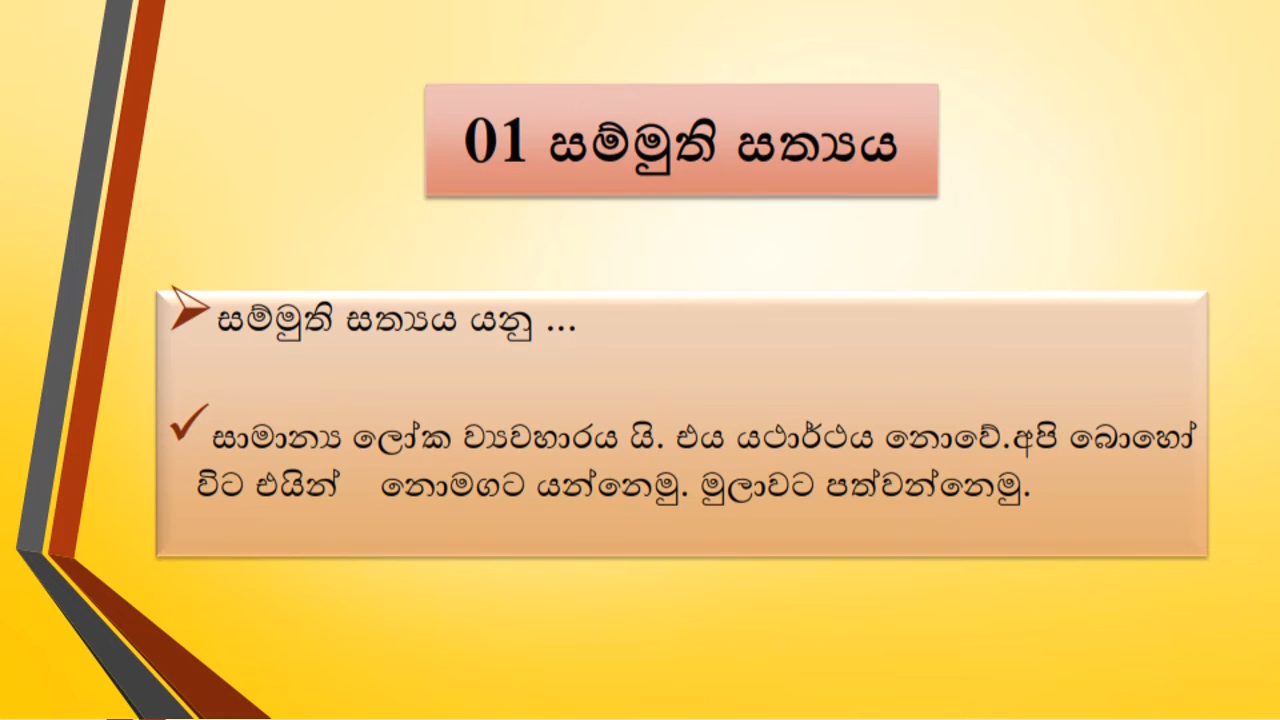 01 සම්මුති සත්‍යය
සම්මුති සත්‍යය යනු ...
සාමාන්‍ය ලෝක ව්‍යවහාරය යි. එය යථාර්ථය නොවේ.අපි බොහෝ
විට එයින් නොමගට යන්නෙමු. මුලාවට පත්වන්නෙමු.